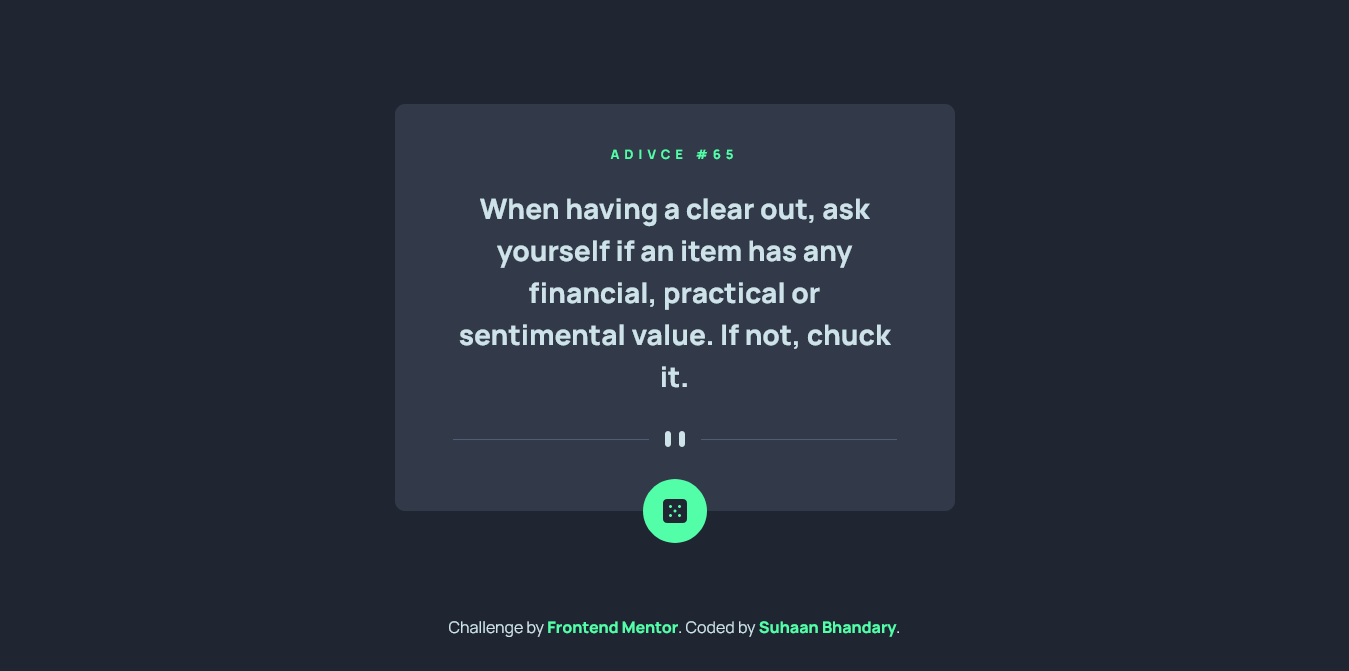 ADIVCE #65
When having a clear out, ask
yourself if an item has any
financial, practical or
sentimental value. If not, chuck
it.
Challenge by Frontend Mentor. Coded by Suhaan Bhandary.